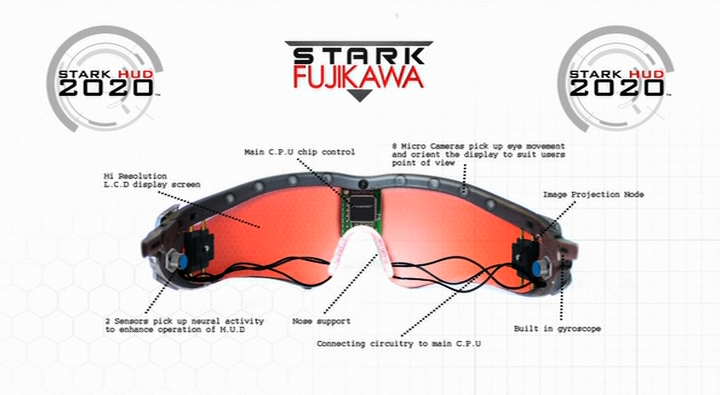 STARK HUD
2020™
STARK
FUJIKAWA
STARK HUD
2020™
Main C.P.U chip control
8 Micro Cameras pick up eye movement
and orient the display to suit users
point of view
Hi Resolution
L.C.D display screen
Image Projection Node
2 Sensors pick up neural activity
to enhance operation of H.U.D
Nose support
Built in gyroscope
Connecting circuitry to main C.P.U